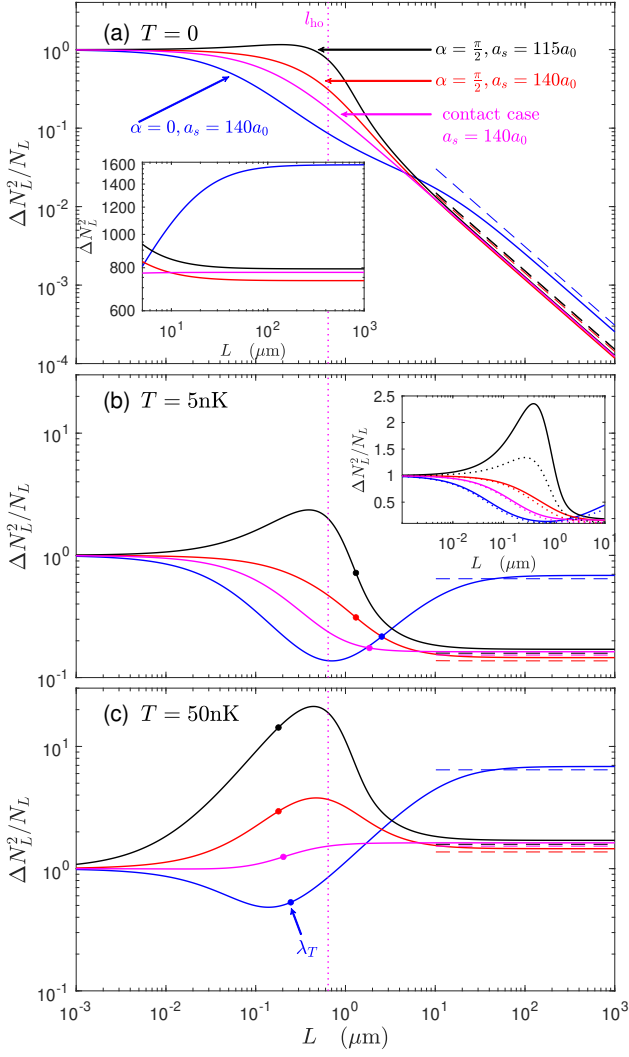 (a) T = 0
l_ho
α = π/2, a_s = 115a_0
α = π/2, a_s = 140a_0
contact case
a_s = 140a_0
α = 0, a_s = 140a_0
ΔN_L^2/N_L
10^0
10^-1
10^-2
10^-3
10^-4
ΔN_L^2
1600
1400
1200
1000
800
600
10^1
10^2
10^3
L (μm)
(b) T = 5nK
ΔN_L^2/N_L
10^1
10^0
10^-1
ΔN_L^2/N_L
2.5
2
1.5
1
0.5
10^-2
10^-1
10^0
10^1
L (μm)
(c) T = 50nK
ΔN_L^2/N_L
10^1
10^0
10^-1
λ_T
10^-3
10^-2
10^-1
10^0
10^1
10^2
10^3
L (μm)